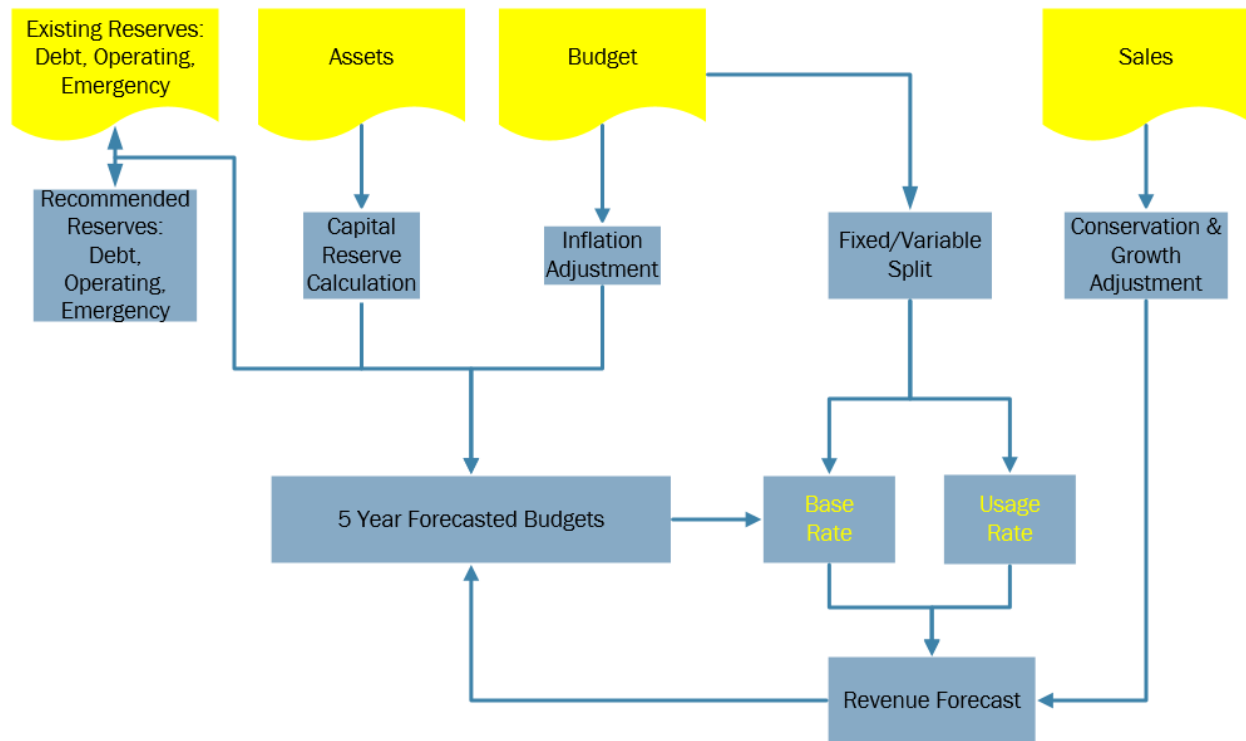 Existing Reserves:
Debt, Operating,
Emergency
Assets
Budget
Sales
Recommended
Reserves:
Debt,
Operating,
Emergency
Capital
Reserve
Calculation
Inflation
Adjustment
Fixed/Variable
Split
Conservation &
Growth
Adjustment
5 Year Forecasted Budgets
Base
Rate
Usage
Rate
Revenue Forecast